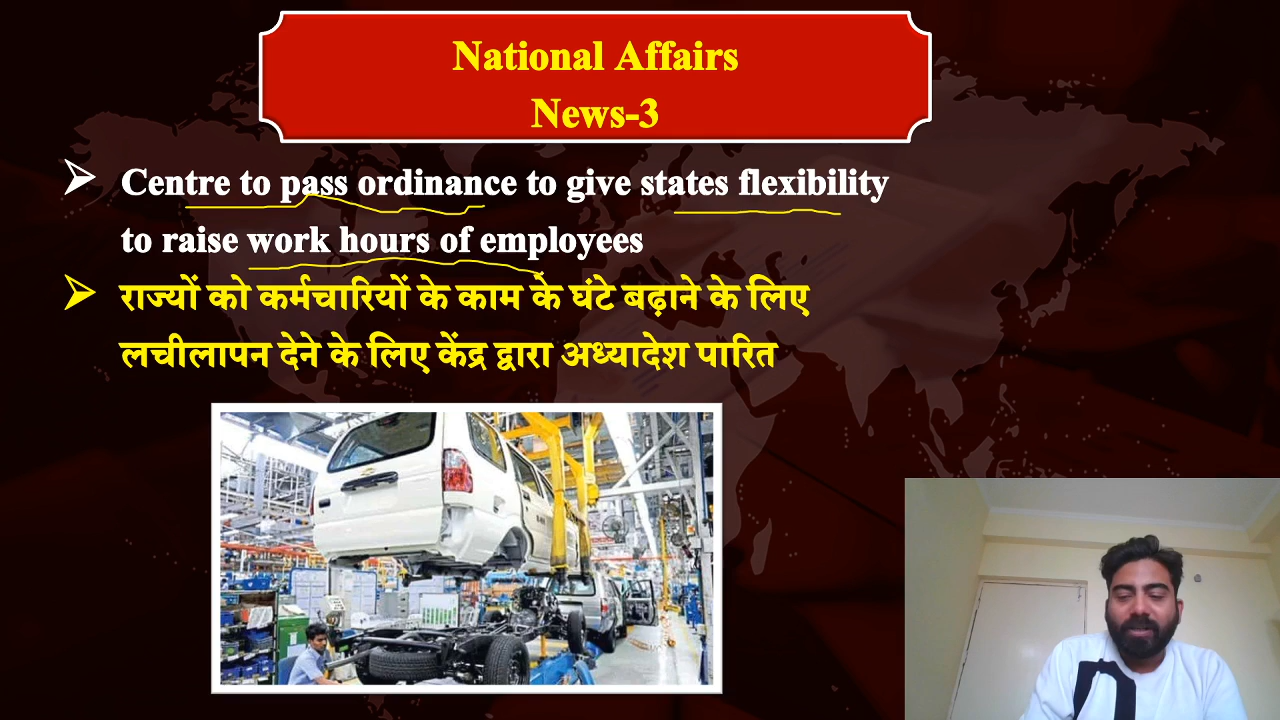 National Affairs
News-3
Centre to pass ordinance to give states flexibility
to raise work hours of employees
राज्यों को कर्मचारियों के काम के घंटे बढ़ाने के लिए
लचीलापन देने के लिए केंद्र द्वारा अध्यादेश पारित